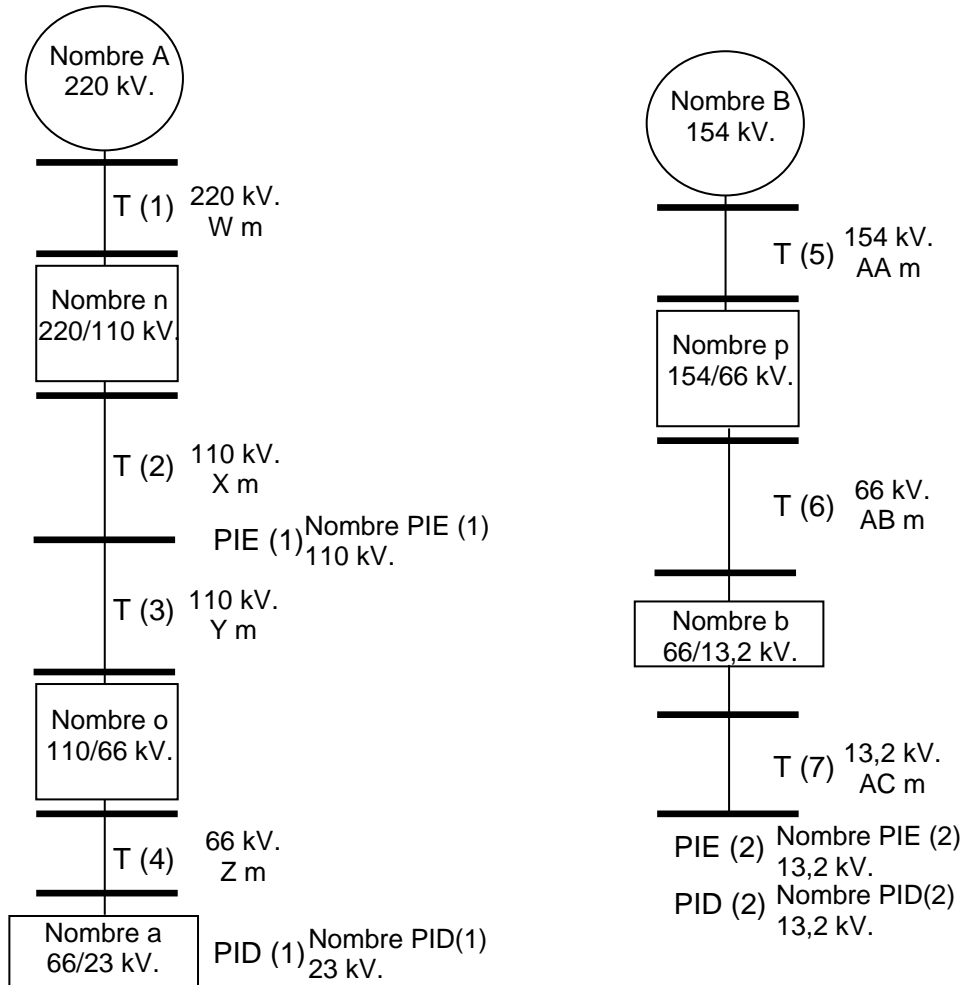 Nombre A
220 kV.
T (1)
220 kV.
W m
Nombre n
220/110 kV.
T (2)
110 kV.
X m
PIE (1)
Nombre PIE (1)
110 kV.
T (3)
110 kV.
Y m
Nombre o
110/66 kV.
T (4)
66 kV.
Z m
Nombre a
66/23 kV.
PID (1)
Nombre PID(1)
23 kV.
Nombre B
154 kV.
T (5)
154 kV.
AA m
Nombre p
154/66 kV.
T (6)
66 kV.
AB m
Nombre b
66/13,2 kV.
T (7)
13,2 kV.
AC m
PIE (2)
Nombre PIE (2)
13,2 kV.
PID (2)
Nombre PID(2)
13,2 kV.